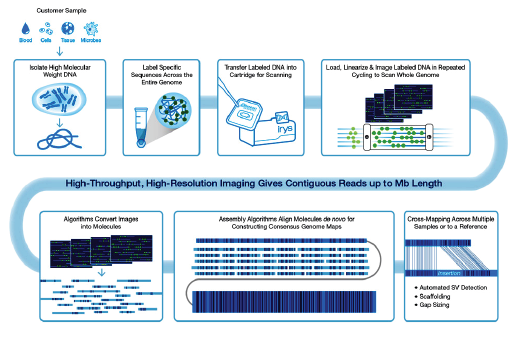 Customer Sample
Blood Cells Tissue Microbes
Isolate High Molecular
Weight DNA
Label Specific
Sequences Across the
Entire Genome
Transfer Labeled DNA into
Cartridge for Scanning
irys
Load, Linearize & Image Labeled DNA in Repeated
Cycling to Scan Whole Genome
High-Throughput, High-Resolution Imaging Gives Contiguous Reads up to Mb Length
Algorithms Convert Images
into Molecules
Assembly Algorithms Align Molecules de novo for
Constructing Consensus Genome Maps
Cross-Mapping Across Multiple
Samples or to a Reference
Insertion
Automated SV Detection
Scaffolding
Gap Sizing